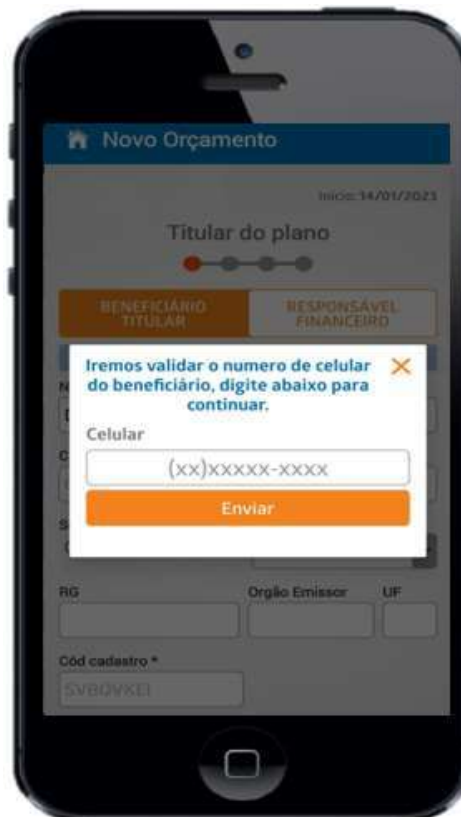 Novo Orçamento
Início: 14/01/2023
Titular do plano
BENEFICIÁRIO
TITULAR
RESPONSÁVEL
FINANCEIRO
Iremos validar o numero de celular
do beneficiário, digite abaixo para
continuar.
Celular
(xx)xxxxx-xxxx
Enviar
RG Orgão Emissor UF
Cód cadastro *